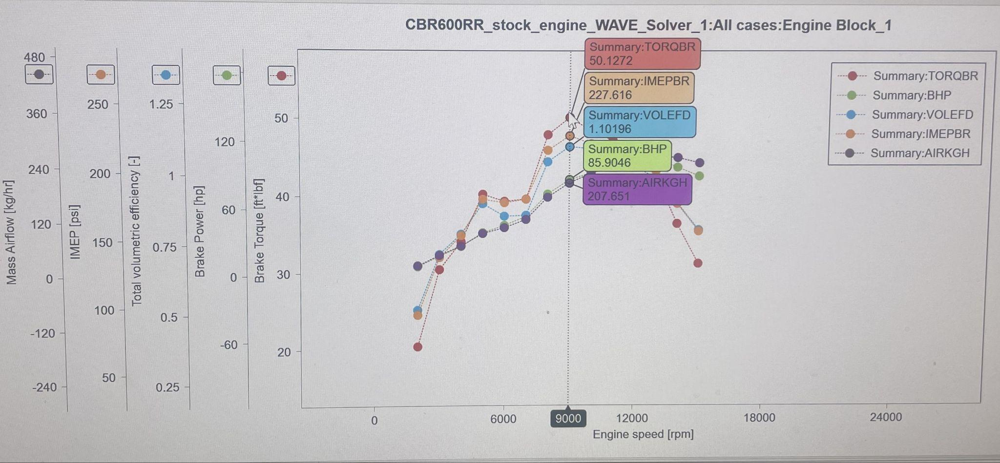 CBR600RR_stock_engine_WAVE_Solver_1:All cases:Engine Block_1
Mass Airflow [kg/hr]
480
360
240
120
0
-120
-240
IMEP [psi]
250
200
150
100
50
Total volumetric efficiency [-]
1.25
1
0.75
0.5
0.25
Brake Power [hp]
120
60
0
-60
Brake Torque [ft*lbf]
50
40
30
20
Summary:TORQBR
50.1272
Summary:IMEPBR
227.616
Summary:VOLEFD
1.10196
Summary:BHP
85.9046
Summary:AIRKGH
207.651
Summary:TORQBR
Summary:BHP
Summary:VOLEFD
Summary:IMEPBR
Summary:AIRKGH
0
6000
9000
12000
18000
24000
Engine speed [rpm]